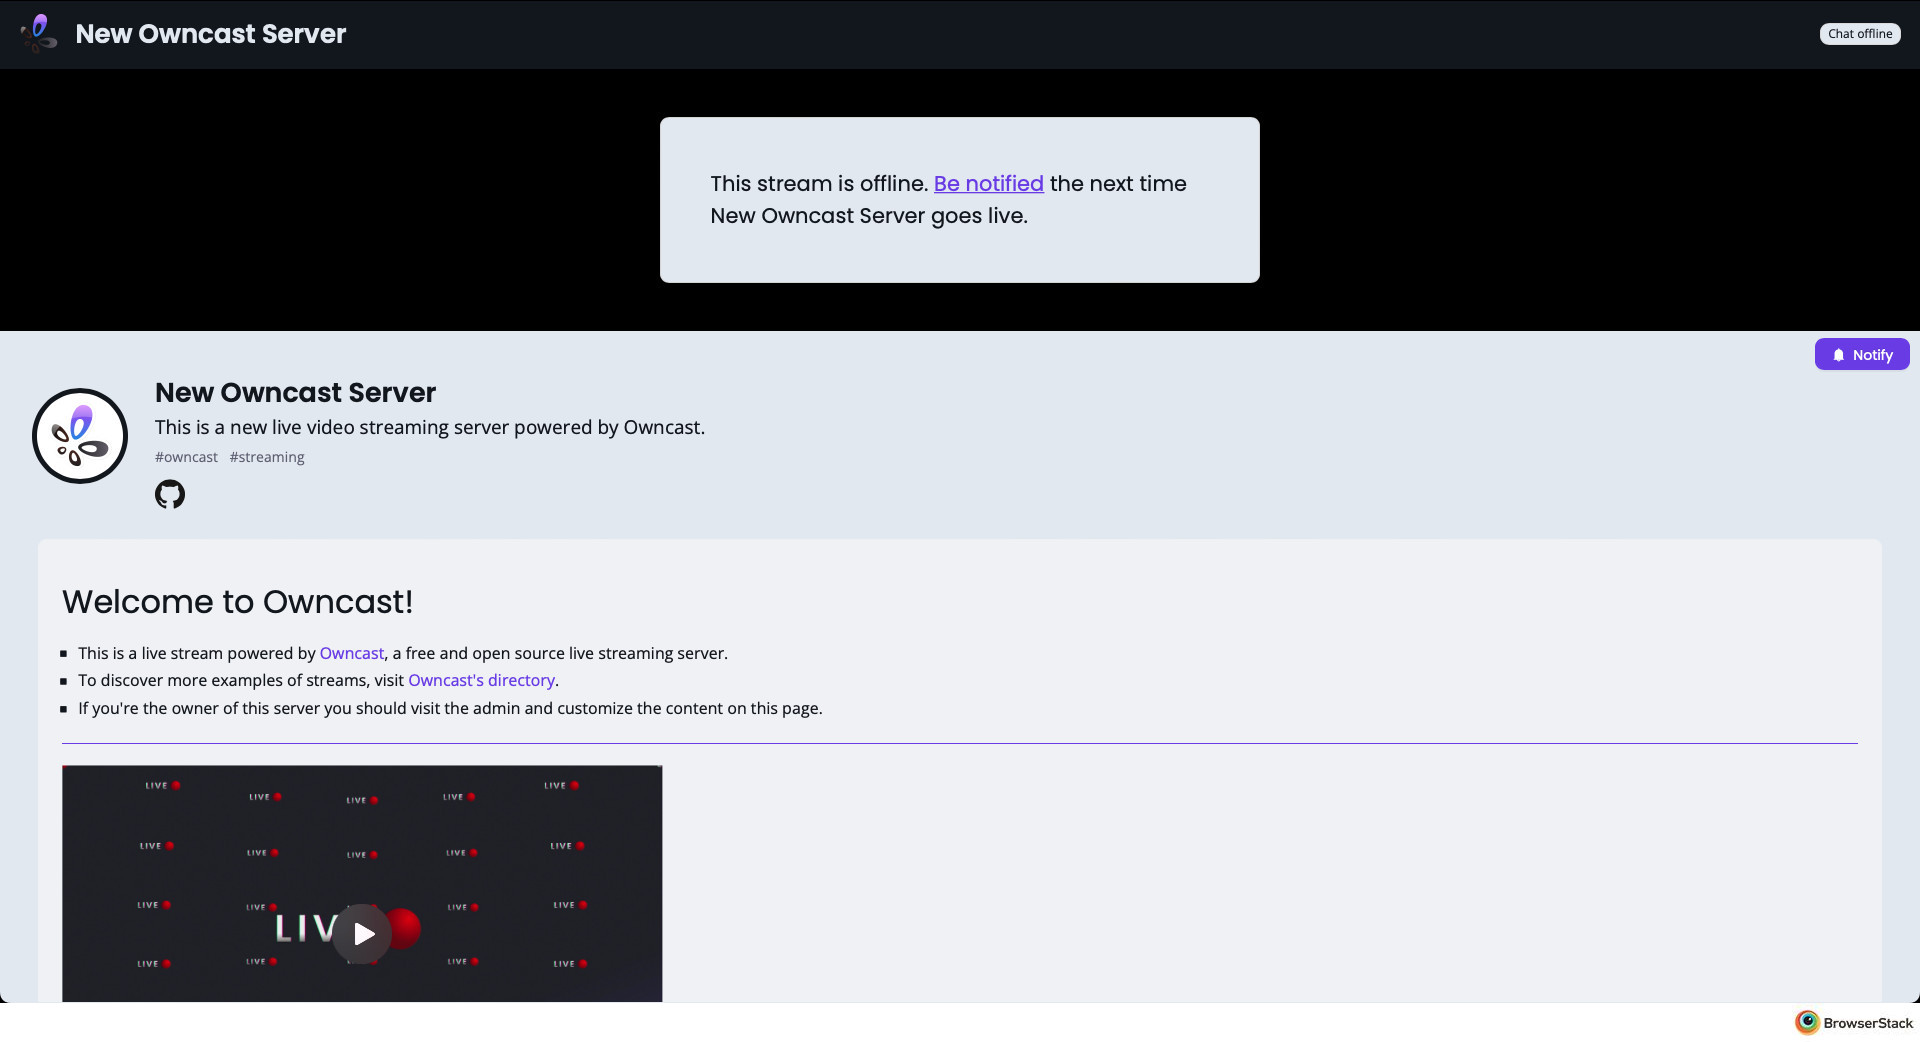 New Owncast Server
Chat offline
This stream is offline. Be notified the next time
New Owncast Server goes live.
Notify
New Owncast Server
This is a new live video streaming server powered by Owncast.
#owncast #streaming
Welcome to Owncast!
This is a live stream powered by Owncast, a free and open source live streaming server.
To discover more examples of streams, visit Owncast's directory.
If you're the owner of this server you should visit the admin and customize the content on this page.
LIVE LIVE LIVE LIVE LIVE
LIVE LIVE LIVE LIVE LIVE
LIVE LIVE LIVE LIVE
LIV
LIVE LIVE LIVE LIVE
BrowserStack